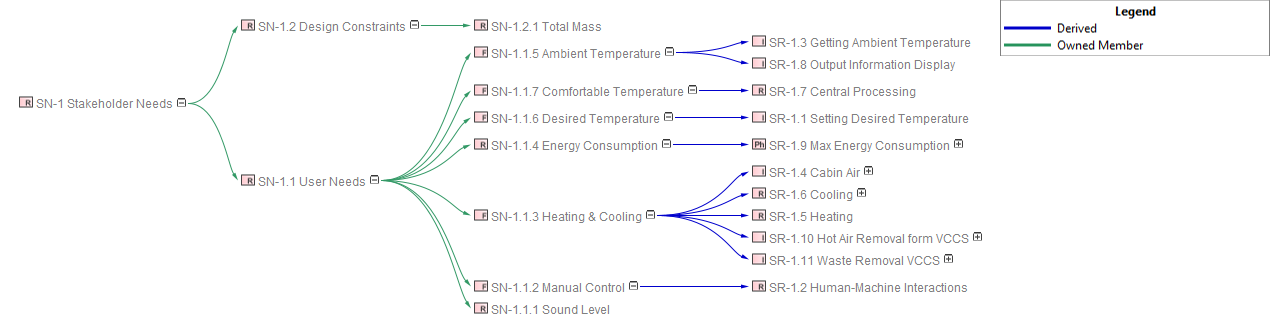 Legend
Derived
Owned Member
R SN-1 Stakeholder Needs
R SN-1.2 Design Constraints
R SN-1.2.1 Total Mass
R SN-1.1 User Needs
F SN-1.1.5 Ambient Temperature
I SR-1.3 Getting Ambient Temperature
I SR-1.8 Output Information Display
F SN-1.1.7 Comfortable Temperature
R SR-1.7 Central Processing
F SN-1.1.6 Desired Temperature
I SR-1.1 Setting Desired Temperature
R SN-1.1.4 Energy Consumption
Ph SR-1.9 Max Energy Consumption
F SN-1.1.3 Heating & Cooling
I SR-1.4 Cabin Air
R SR-1.6 Cooling
R SR-1.5 Heating
I SR-1.10 Hot Air Removal form VCCS
I SR-1.11 Waste Removal VCCS
F SN-1.1.2 Manual Control
R SR-1.2 Human-Machine Interactions
R SN-1.1.1 Sound Level